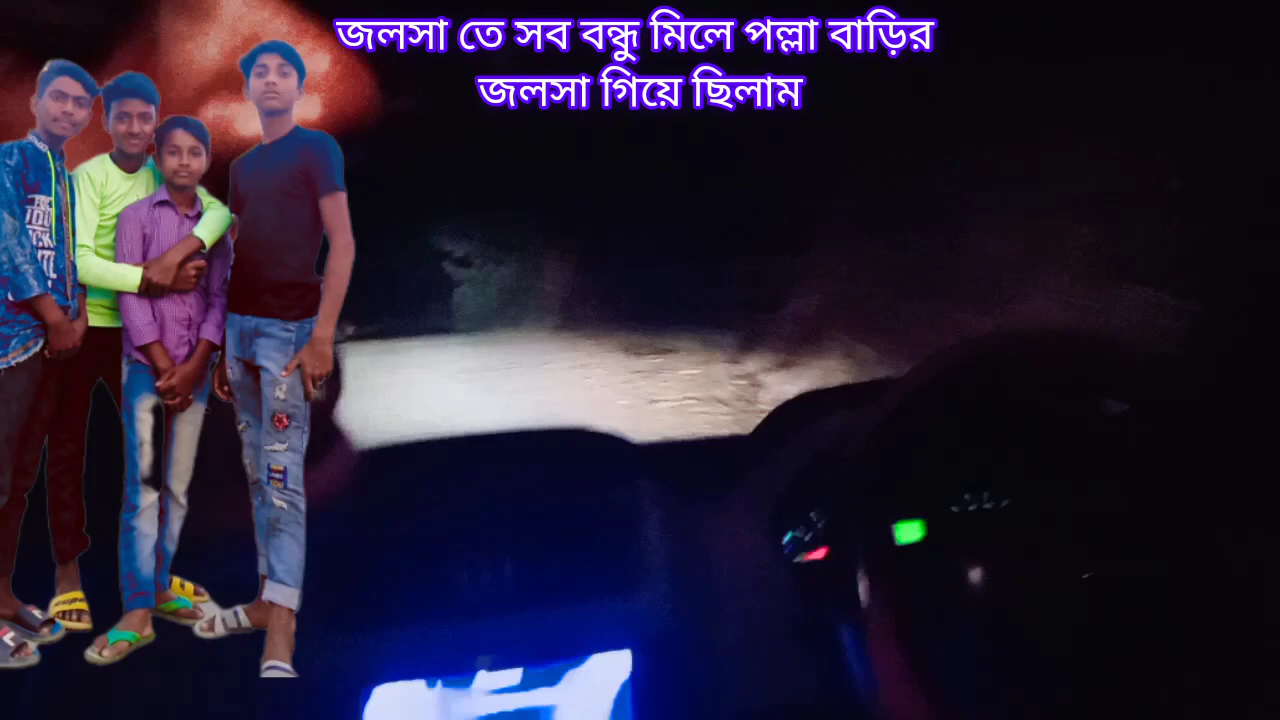 জলসা তে সব বন্ধু মিলে পল্লা বাড়ির
জলসা গিয়ে ছিলাম